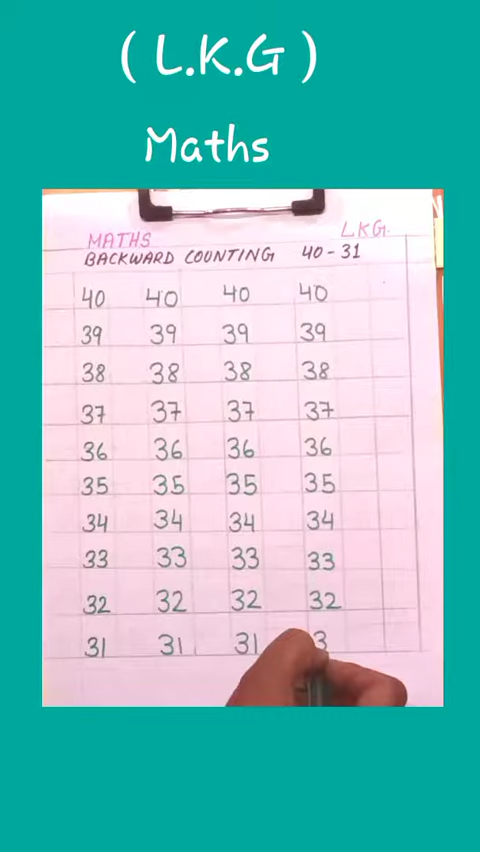 ( L.K.G )
Maths
MATHS LKG.
BACKWARD COUNTING 40 - 31
40 40 40 40
39 39 39 39
38 38 38 38
37 37 37 37
36 36 36 36
35 35 35 35
34 34 34 34
33 33 33 33
32 32 32 32
31 31 31 3